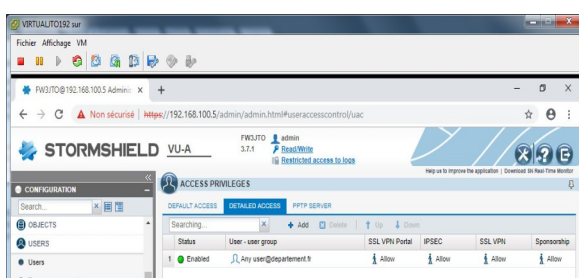 VIRTUALITO192 sur
Fichier Affichage VM
FW3JTO@192.168.100.5 Adminis
Non sécurisé | https://192.168.100.5/admin/admin.html#useraccesscontrol/uac
STORMSHIELD VU-A
FW3JTO admin
3.7.1 Read/Write
Restricted access to logs
Help us to improve the application | Download SN Real-Time Monitor
CONFIGURATION
ACCESS PRIVILEGES
Search...
DEFAULT ACCESS DETAILED ACCESS PPTP SERVER
OBJECTS
Searching... Add Delete Up Down
USERS
Status User - user group SSL VPN Portal IPSEC SSL VPN Sponsorship
Users
1 Enabled Any user@departement.fr Allow Allow Allow Allow